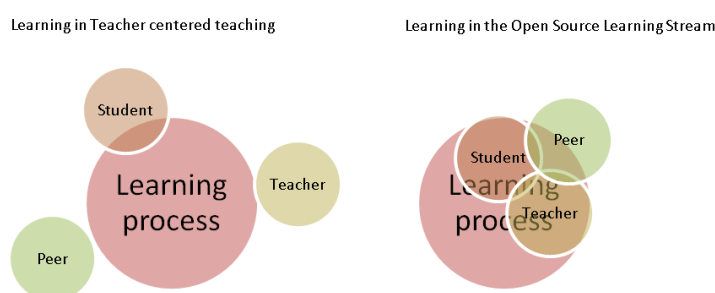 Learning in Teacher centered teaching
Student
Learning
process
Teacher
Peer
Learning in the Open Source Learning Stream
Peer
Student
Learning
Teacher
process